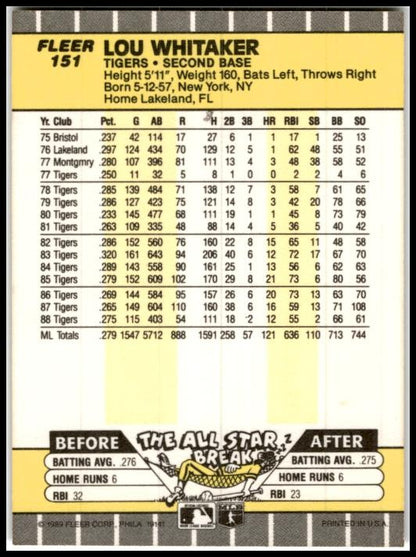 FLEER
151
LOU WHITAKER
TIGERS • SECOND BASE
Height 5'11", Weight 160, Bats Left, Throws Right
Born 5-12-57, New York, NY
Home Lakeland, FL
Yr. Club Pct. G AB R H 2B 3B HR RBI SB BB SO
75 Bristol .237 42 114 17 27 6 1 1 17 1 25 13
76 Lakeland .297 124 434 70 129 12 5 1 62 48 55 51
77 Montgmry .280 107 396 81 111 13 4 3 48 38 58 52
77 Tigers .250 11 32 5 8 1 0 0 2 2 4 6
78 Tigers .285 139 484 71 138 12 7 3 58 7 61 65
79 Tigers .286 127 423 75 121 14 8 3 42 20 78 66
80 Tigers .233 145 477 68 111 19 1 1 45 8 73 79
81 Tigers .263 109 335 48 88 14 5 5 36 5 40 42
82 Tigers .286 152 560 76 160 22 8 15 65 11 48 58
83 Tigers .320 161 643 94 206 40 6 12 72 17 67 70
84 Tigers .289 143 558 90 161 25 1 13 56 6 62 63
85 Tigers .279 152 609 102 170 29 8 21 73 6 80 56
86 Tigers .269 144 584 95 157 26 6 20 73 13 63 70
87 Tigers .265 149 604 110 160 38 6 16 59 13 71 108
88 Tigers .275 115 403 54 111 18 2 12 55 2 66 61
ML Totals .279 1547 5712 888 1591 258 57 121 636 110 713 744
BEFORE THE ALL STAR BREAK AFTER
BATTING AVG. .276 BATTING AVG. .275
HOME RUNS 6 HOME RUNS 6
RBI 32 RBI 23
© 1989 FLEER CORP., PHILA. 19141